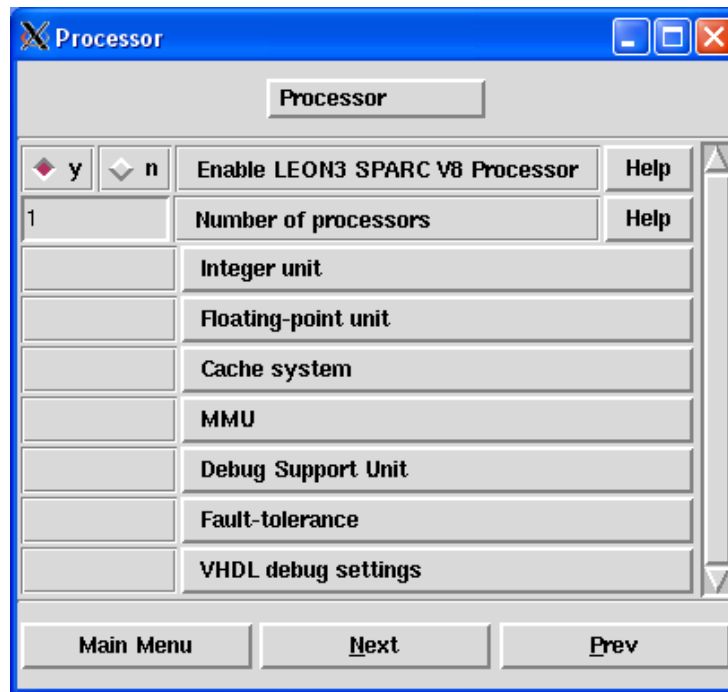 Processor
Processor
y n Enable LEON3 SPARC V8 Processor Help
1 Number of processors Help
Integer unit
Floating-point unit
Cache system
MMU
Debug Support Unit
Fault-tolerance
VHDL debug settings
Main Menu Next Prev